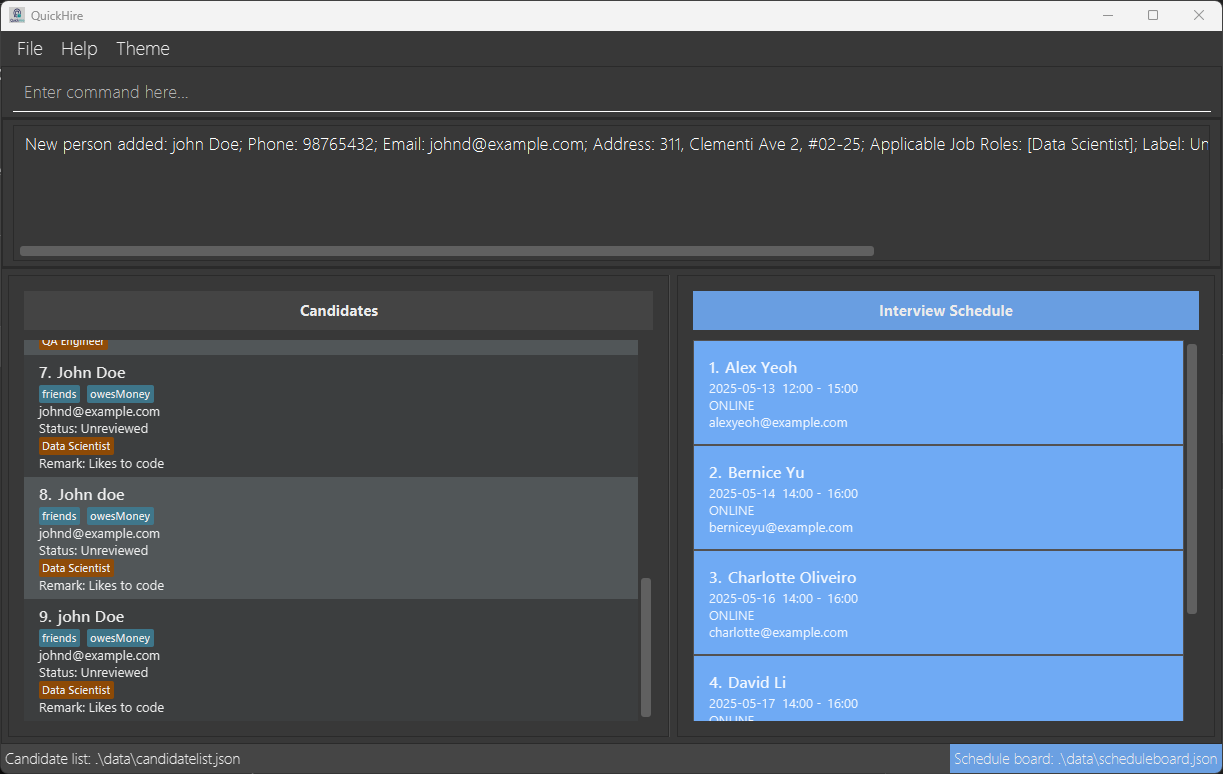 QuickHire
File Help Theme
Enter command here...
New person added: john Doe; Phone: 98765432; Email: johnd@example.com; Address: 311, Clementi Ave 2, #02-25; Applicable Job Roles: [Data Scientist]; Label: Un
Candidates
QA Engineer
7. John Doe
friends owesMoney
johnd@example.com
Status: Unreviewed
Data Scientist
Remark: Likes to code
8. John doe
friends owesMoney
johnd@example.com
Status: Unreviewed
Data Scientist
Remark: Likes to code
9. john Doe
friends owesMoney
johnd@example.com
Status: Unreviewed
Data Scientist
Remark: Likes to code
Interview Schedule
1. Alex Yeoh
2025-05-13 12:00 - 15:00
ONLINE
alexyeoh@example.com
2. Bernice Yu
2025-05-14 14:00 - 16:00
ONLINE
berniceyu@example.com
3. Charlotte Oliveiro
2025-05-16 14:00 - 16:00
ONLINE
charlotte@example.com
4. David Li
2025-05-17 14:00 - 16:00
ONLINE
Candidate list: .\data\candidatelist.json
Schedule board: .\data\scheduleboard.json